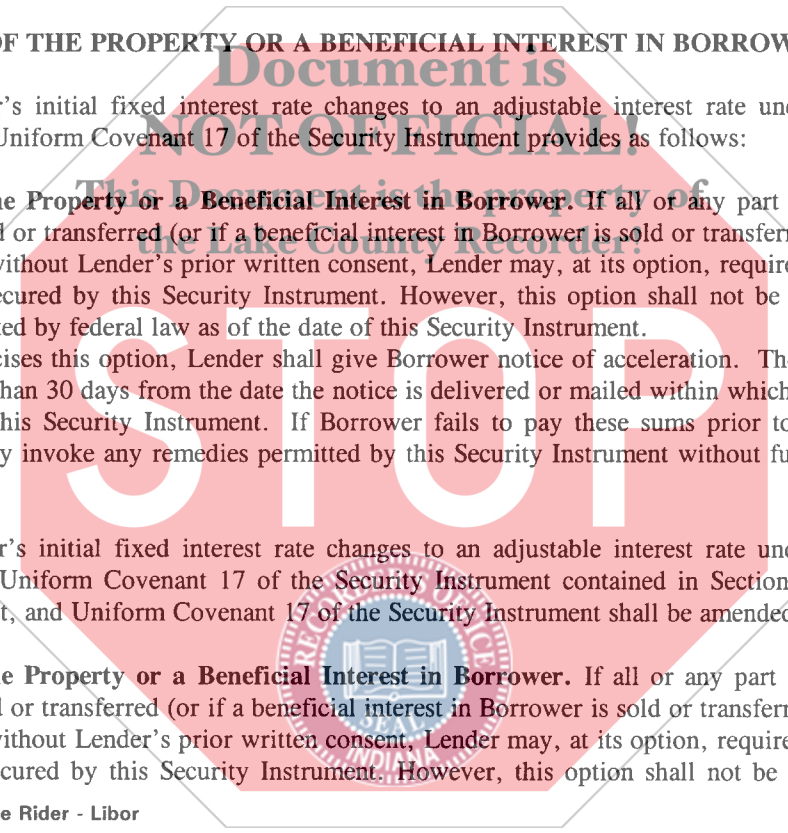 OF THE PROPERTY OR A BENEFICIAL INTEREST IN BORROW
Document is
r's initial fixed interest rate changes to an adjustable interest rate un
NOT OFFICIAL!
Uniform Covenant 17 of the Security Instrument provides as follows:
This Document is the property of
ne Property or a Beneficial Interest in Borrower. If all or any part
the Lake County Recorder!
d or transferred (or if a beneficial interest in Borrower is sold or transferr
without Lender's prior written consent, Lender may, at its option, require
ecured by this Security Instrument. However, this option shall not be
ted by federal law as of the date of this Security Instrument.
cises this option, Lender shall give Borrower notice of acceleration. The
han 30 days from the date the notice is delivered or mailed within which
his Security Instrument. If Borrower fails to pay these sums prior to
y invoke any remedies permitted by this Security Instrument without fu
STOP
r's initial fixed interest rate changes to an adjustable interest rate un
Uniform Covenant 17 of the Security Instrument contained in Section
t, and Uniform Covenant 17 of the Security Instrument shall be amended
RECORDER'S OFFICE
ne Property or a Beneficial Interest in Borrower. If all or any part
d or transferred (or if a beneficial interest in Borrower is sold or transferr
SEAL
without Lender's prior written consent, Lender may, at its option, require
INDIANA
cured by this Security Instrument. However, this option shall not be
e Rider - Libor